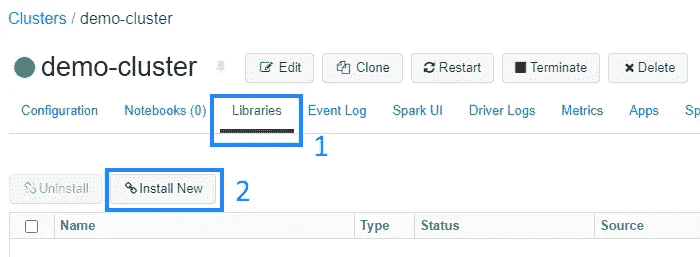 Clusters / demo-cluster
demo-cluster Edit Clone Restart Terminate Delete
Configuration Notebooks (0) Libraries Event Log Spark UI Driver Logs Metrics Apps Sp
1
Uninstall Install New 2
Name Type Status Source